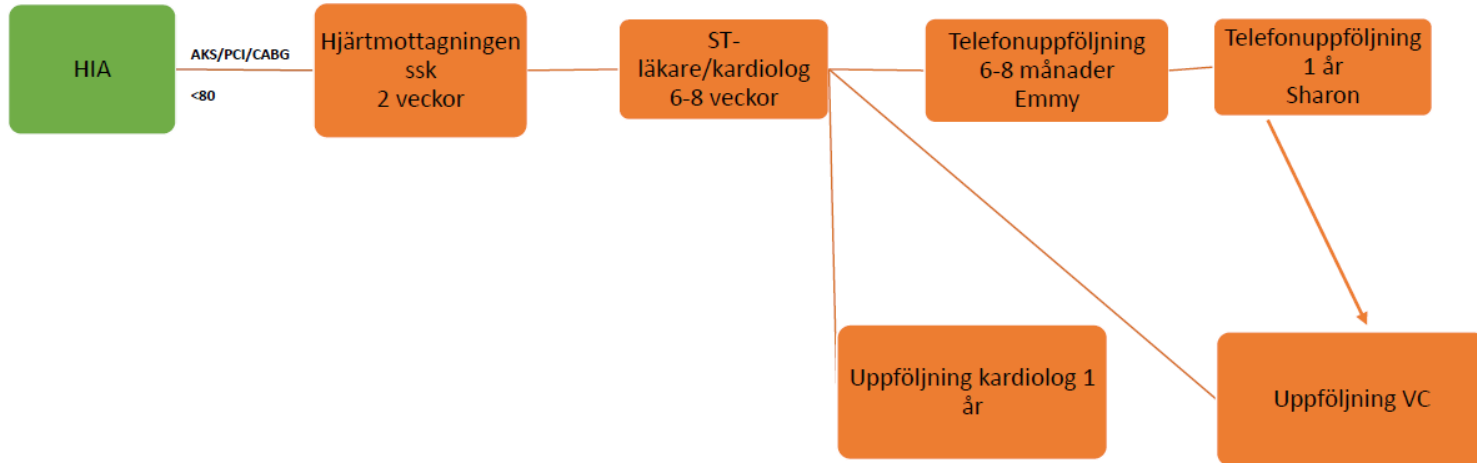 HIA
AKS/PCI/CABG
<80
Hjärtmottagningen
ssk
2 veckor
ST-
läkare/kardiolog
6-8 veckor
Telefonuppföljning
6-8 månader
Emmy
Telefonuppföljning
1 år
Sharon
Uppföljning kardiolog 1
år
Uppföljning VC